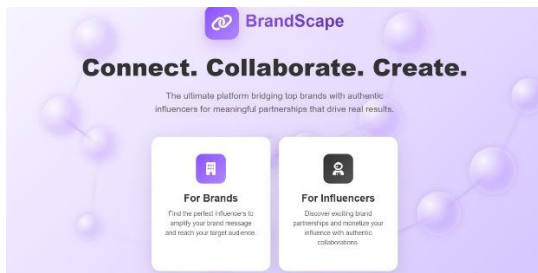 BrandScape
Connect. Collaborate. Create.
The ultimate platform bridging top brands with authentic
influencers for meaningful partnerships that drive real results.
For Brands
Find the perfect influencers to
amplify your brand message
and reach your target audience.
For Influencers
Discover exciting brand
partnerships and monetize your
influence with authentic
collaborations.